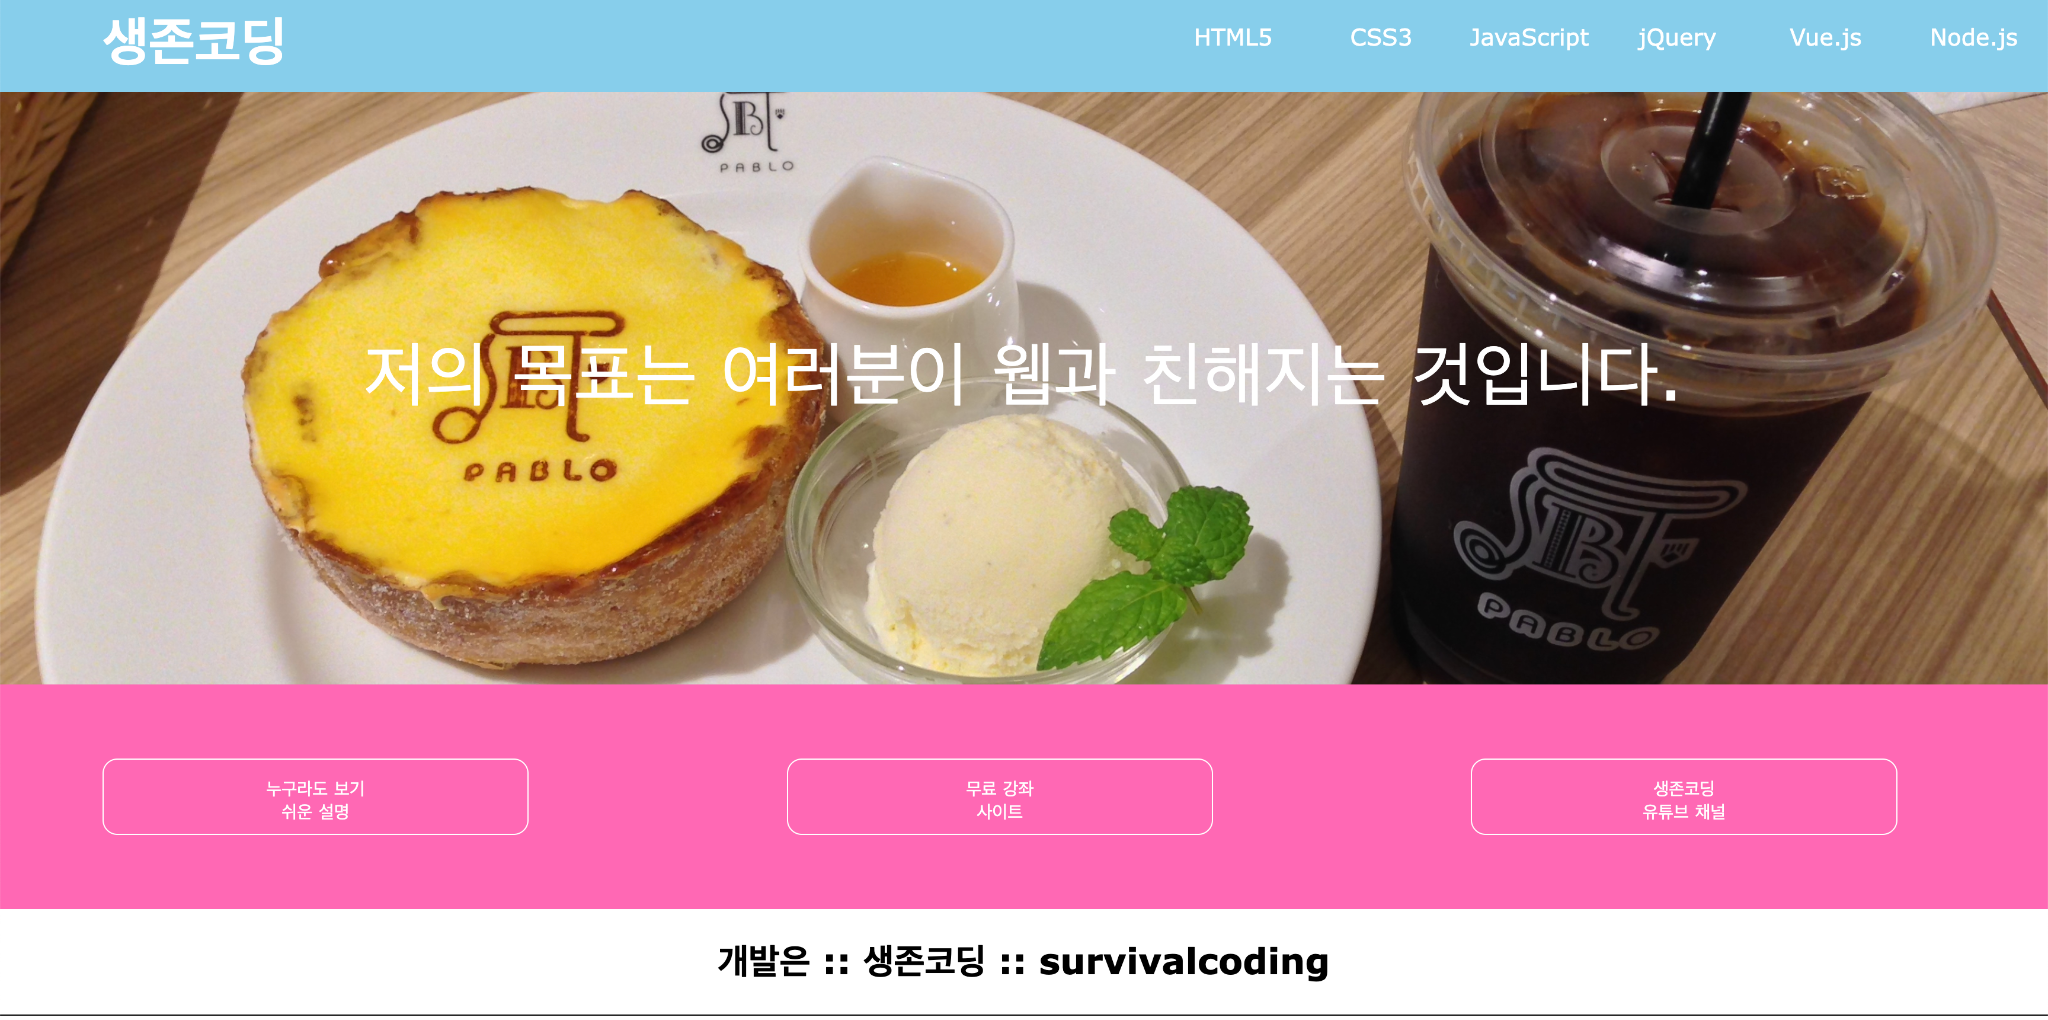 생존코딩
HTML5 CSS3 JavaScript jQuery Vue.js Node.js
PABLO
저의 목표는 여러분이 웹과 친해지는 것입니다.
PABLO
PABLO
누구라도 보기
쉬운 설명
무료 강좌
사이트
생존코딩
유튜브 채널
개발은 :: 생존코딩 :: survivalcoding